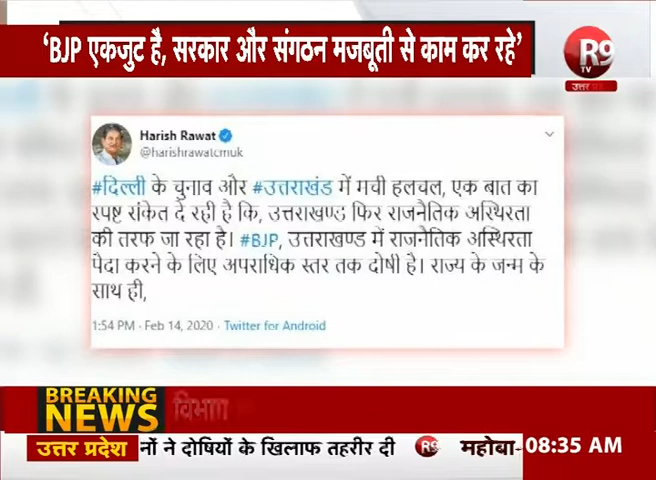 ‘BJP एकजुट है, सरकार और संगठन मजबूती से काम कर रहे’
R9
TV
उत्तर प्र
Harish Rawat
@harishrawatcmuk
#दिल्ली के चुनाव और #उत्तराखंड में मची हलचल, एक बात का
स्पष्ट संकेत दे रही है कि, उत्तराखण्ड फिर राजनैतिक अस्थिरता
की तरफ जा रहा है। #BJP, उत्तराखण्ड में राजनैतिक अस्थिरता
पैदा करने के लिए अपराधिक स्तर तक दोषी है। राज्य के जन्म के
साथ ही,
1:54 PM · Feb 14, 2020 · Twitter for Android
BREAKING
NEWS
विभाग
उत्तर प्रदेश नों ने दोषियों के खिलाफ तहरीर दी R9 महोबा- 08:35 AM